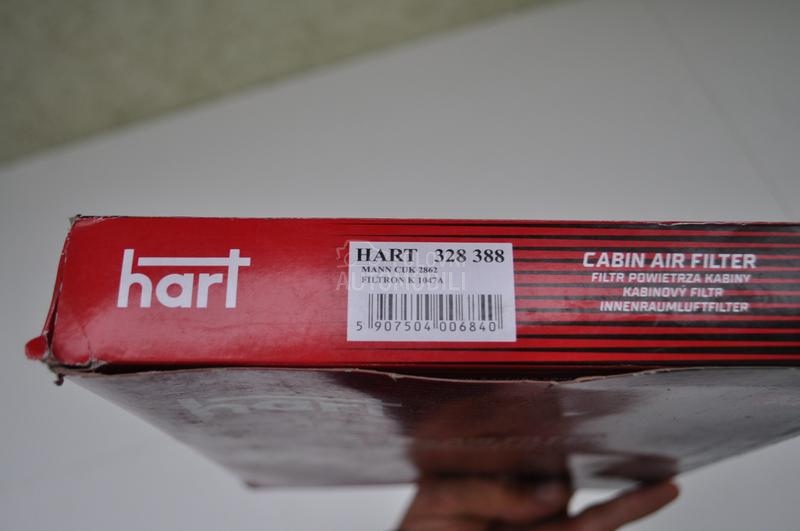 hart
HART 328 388
MANN CUK 2862
FILTRON K 1047A
5 907504 006840
CABIN AIR FILTER
FILTR POWIETRZA KABINY
KABINOVÝ FILTR
INNENRAUMLUFTFILTER
hart